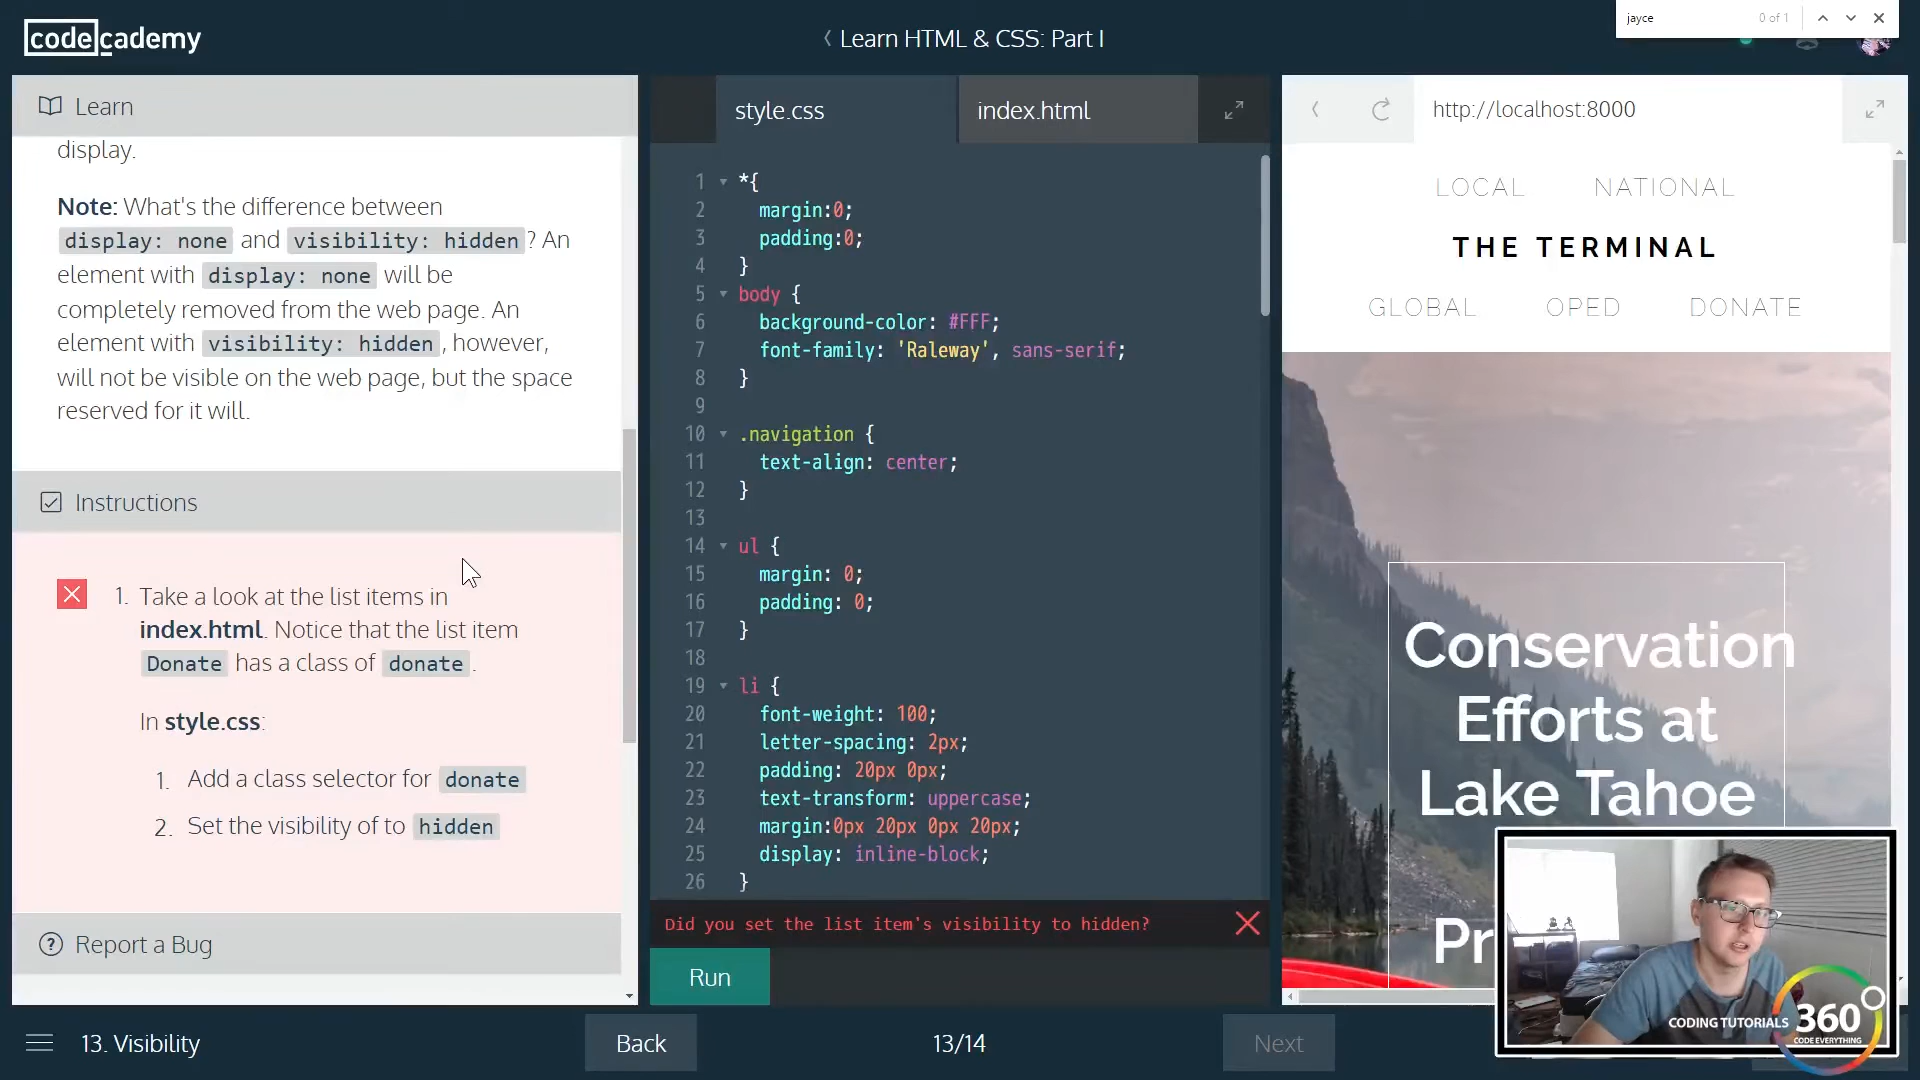 codecademy
Learn HTML & CSS: Part I
jayce
0 of 1
Learn
display.
Note: What's the difference between
display: none and visibility: hidden? An
element with display: none will be
completely removed from the web page. An
element with visibility: hidden, however,
will not be visible on the web page, but the space
reserved for it will.
Instructions
1. Take a look at the list items in
index.html. Notice that the list item
Donate has a class of donate.
In style.css:
1. Add a class selector for donate
2. Set the visibility of to hidden
Report a Bug
style.css
index.html
1 *{
2 margin:0;
3 padding:0;
4 }
5 body {
6 background-color: #FFF;
7 font-family: 'Raleway', sans-serif;
8 }
9
10 .navigation {
11 text-align: center;
12 }
13
14 ul {
15 margin: 0;
16 padding: 0;
17 }
18
19 li {
20 font-weight: 100;
21 letter-spacing: 2px;
22 padding: 20px 0px;
23 text-transform: uppercase;
24 margin:0px 20px 0px 20px;
25 display: inline-block;
26 }
Did you set the list item's visibility to hidden?
Run
http://localhost:8000
LOCAL NATIONAL
THE TERMINAL
GLOBAL OPED DONATE
Conservation
Efforts at
Lake Tahoe
Pr
CODING TUTORIALS 360
CODE EVERYTHING
13. Visibility
Back
13/14
Next